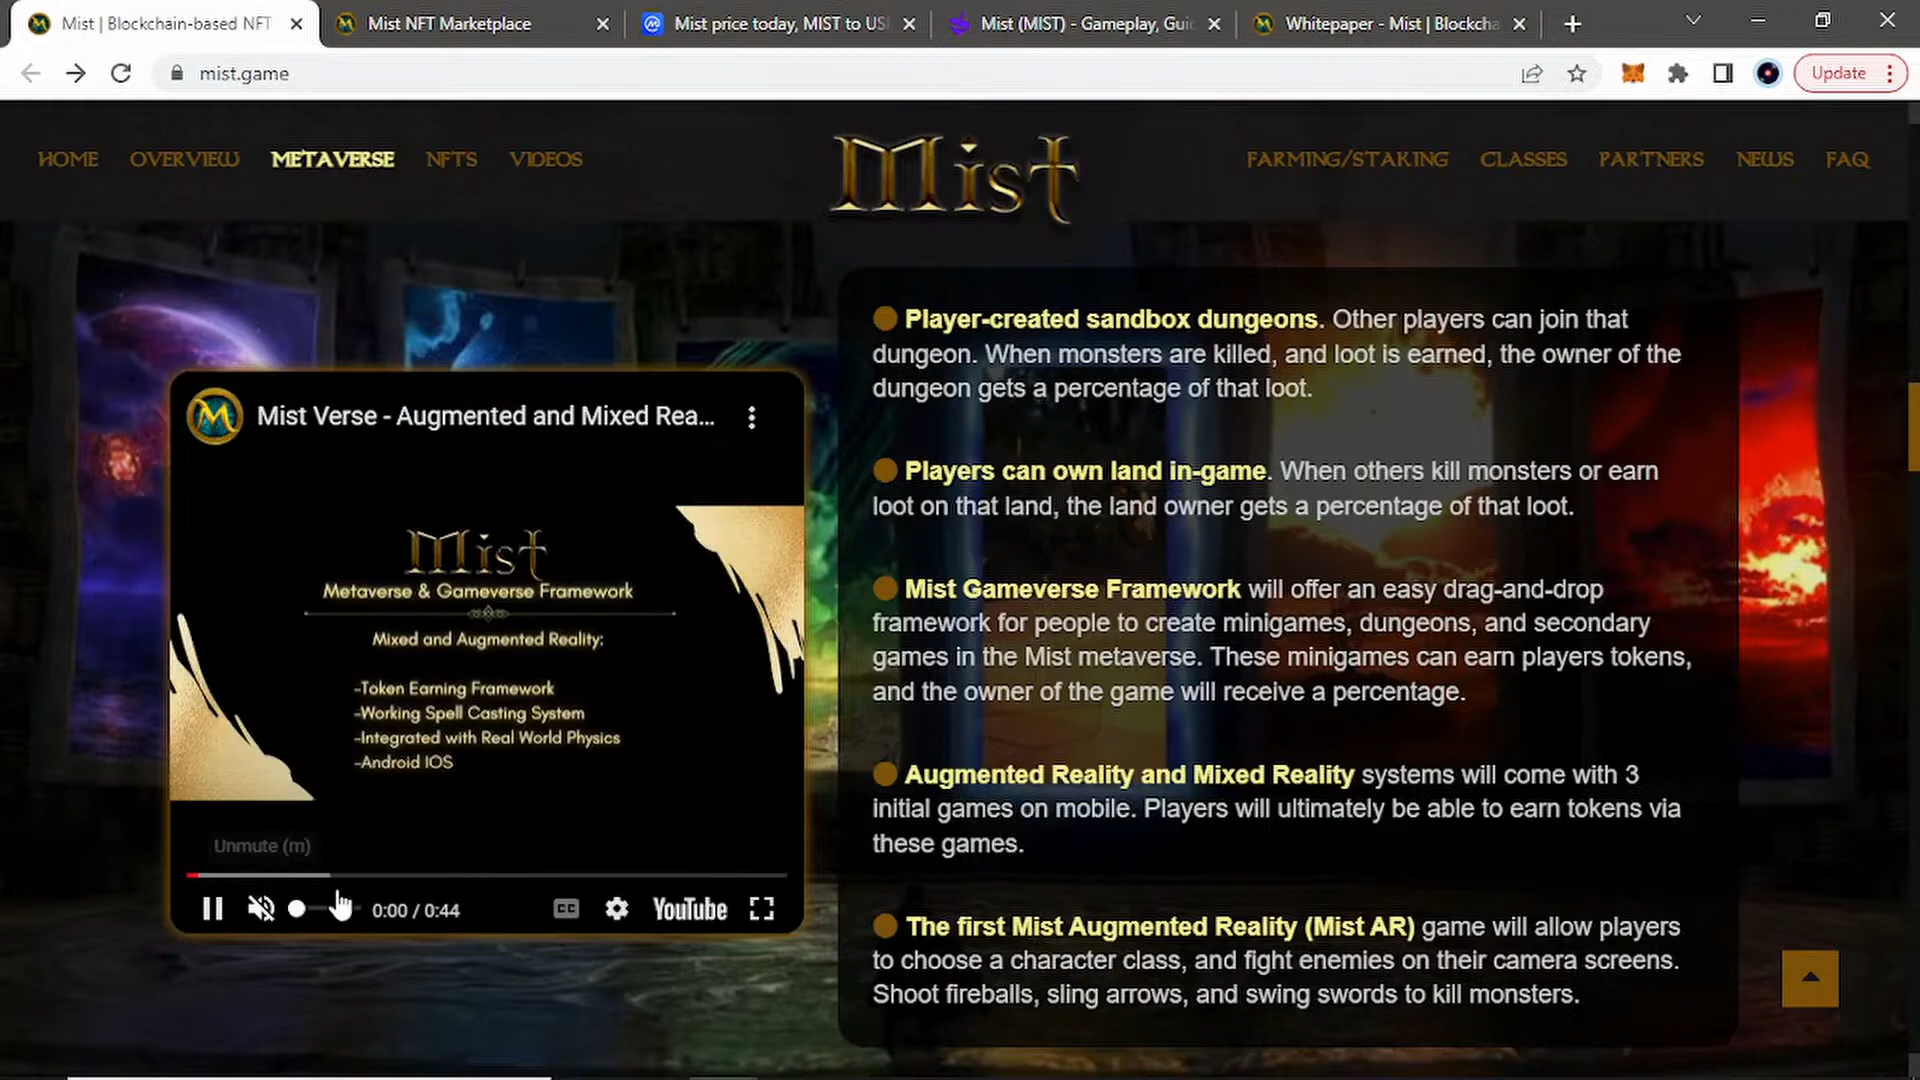 Mist | Blockchain-based NFT
Mist NFT Marketplace
Mist price today, MIST to US
Mist (MIST) - Gameplay, Gui
Whitepaper - Mist | Blockcha
mist.game
Update
HOME
OVERVIEW
METAVERSE
NFTS
VIDEOS
Mist
FARMING/STAKING
CLASSES
PARTNERS
NEWS
FAQ
Mist Verse - Augmented and Mixed Rea...
Mist
Metaverse & Gameverse Framework
Mixed and Augmented Reality:
-Token Earning Framework
-Working Spell Casting System
-Integrated with Real World Physics
-Android IOS
Unmute (m)
0:00 / 0:44
CC
YouTube
Player-created sandbox dungeons. Other players can join that
dungeon. When monsters are killed, and loot is earned, the owner of the
dungeon gets a percentage of that loot.
Players can own land in-game. When others kill monsters or earn
loot on that land, the land owner gets a percentage of that loot.
Mist Gameverse Framework will offer an easy drag-and-drop
framework for people to create minigames, dungeons, and secondary
games in the Mist metaverse. These minigames can earn players tokens,
and the owner of the game will receive a percentage.
Augmented Reality and Mixed Reality systems will come with 3
initial games on mobile. Players will ultimately be able to earn tokens via
these games.
The first Mist Augmented Reality (Mist AR) game will allow players
to choose a character class, and fight enemies on their camera screens.
Shoot fireballs, sling arrows, and swing swords to kill monsters.